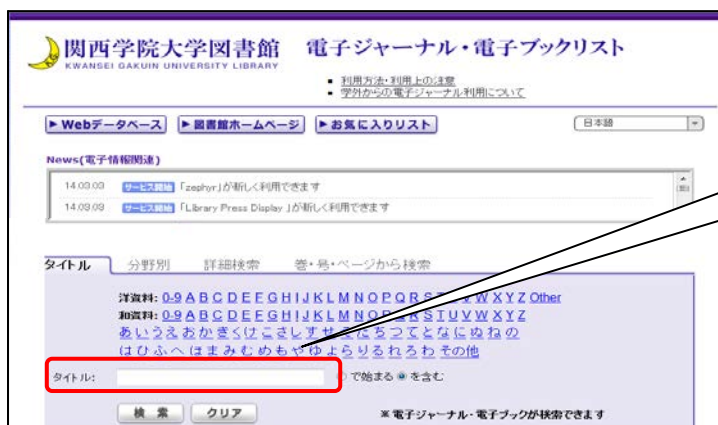 関西学院大学図書館 電子ジャーナル・電子ブックリスト
KWANSEI GAKUIN UNIVERSITY LIBRARY
利用方法・利用上の注意
学外からの電子ジャーナル利用について
Webデータベース 図書館ホームページ お気に入りリスト 日本語
News(電子情報関連)
14.03.03 サービス開始 「zephyr」が新しく利用できます
14.03.03 サービス開始 「Library Press Display 」が新しく利用できます
タイトル 分野別 詳細検索 巻・号・ページから検索
洋資料: 0-9 A B C D E F G H I J K L M N O P Q R S T U V W X Y Z Other
和資料: 0-9 A B C D E F G H I J K L M N O P Q R S T U V W X Y Z
あ い う え お か き く け こ さ し す せ そ た ち つ て と な に ぬ ね の
は ひ ふ へ ほ ま み む め も や ゆ よ ら り る れ ろ わ その他
タイトル: で始まる を含む
検 索 クリア ※電子ジャーナル・電子ブックが検索できます